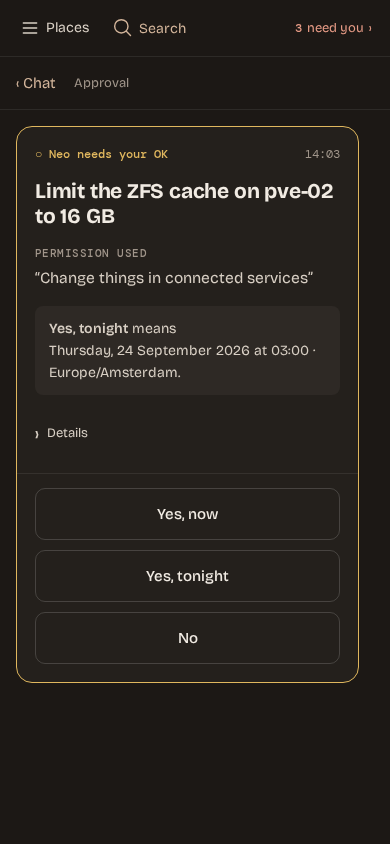 Places
Search
3 need you ›
‹ Chat
Approval
○ Neo needs your OK
14:03
Limit the ZFS cache on pve-02
to 16 GB
PERMISSION USED
“Change things in connected services”
Yes, tonight means
Thursday, 24 September 2026 at 03:00 ·
Europe/Amsterdam.
› Details
Yes, now
Yes, tonight
No